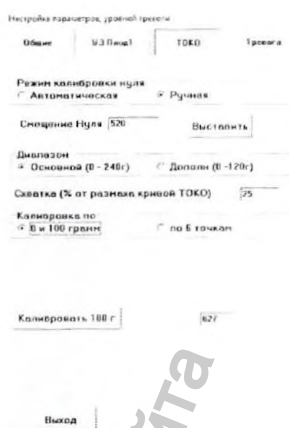 Настройка параметров, уровней тревоги
Общие УЗ Плод1 ТОКО Тревога
Режим калибровки нуля
Автоматическая Ручная
Смещение Нуля 520 Выставить
Диапазон
Основной (0 - 240г) Дополн (0 -120г)
Схватка (% от размаха кривой ТОКО) 25
Калибровка по
0 и 100 грамм по 6 точкам
Калибровать 100 г 627
Выход